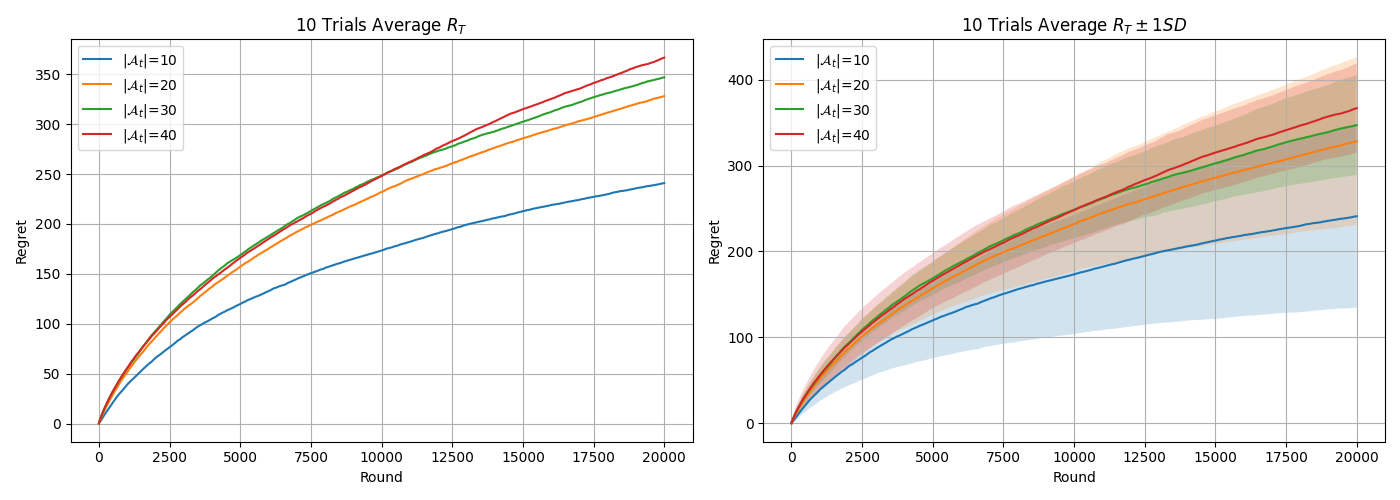 10 Trials Average $R_T$
350
300
250
200
150
100
50
0
Regret
$|\mathcal{A}_t|$=10
$|\mathcal{A}_t|$=20
$|\mathcal{A}_t|$=30
$|\mathcal{A}_t|$=40
0 2500 5000 7500 10000 12500 15000 17500 20000
Round
10 Trials Average $R_T \pm 1SD$
400
300
200
100
0
Regret
$|\mathcal{A}_t|$=10
$|\mathcal{A}_t|$=20
$|\mathcal{A}_t|$=30
$|\mathcal{A}_t|$=40
0 2500 5000 7500 10000 12500 15000 17500 20000
Round